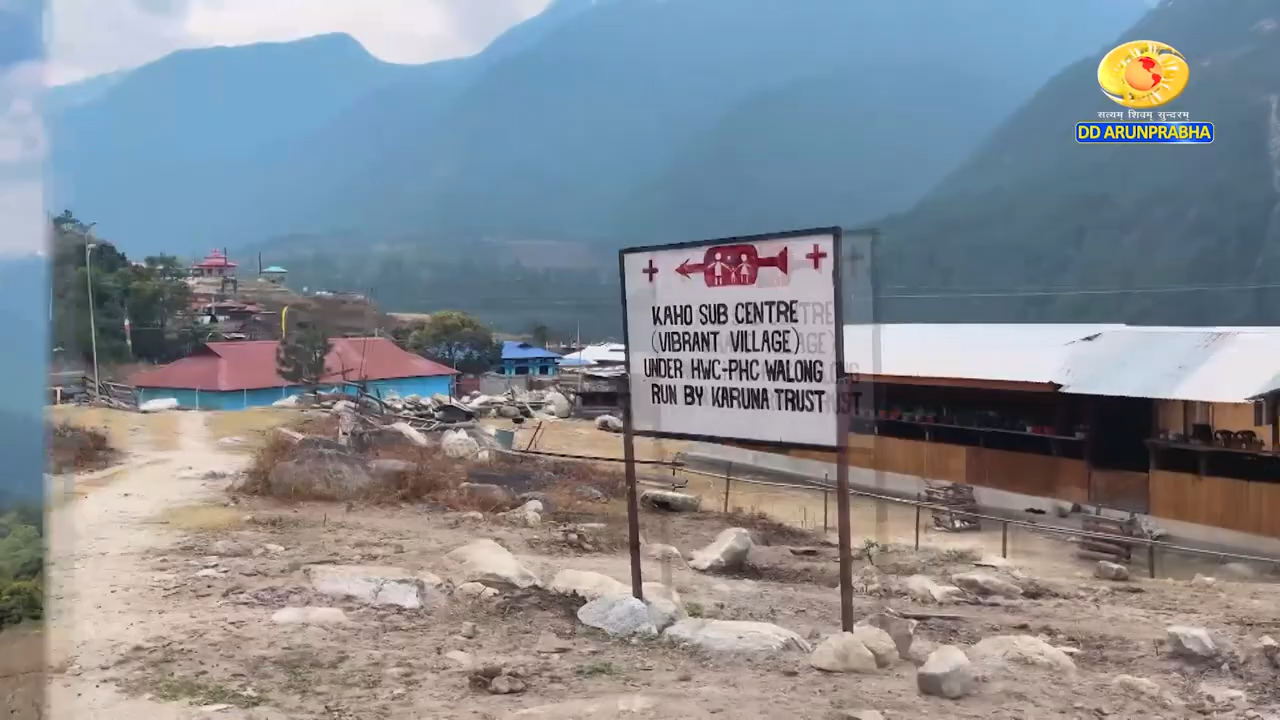 सत्यम् शिवम् सुन्दरम्
DD ARUNPRABHA
KAHO SUB CENTRE
(VIBRANT VILLAGE)
UNDER HWC-PHC WALONG
RUN BY KARUNA TRUST